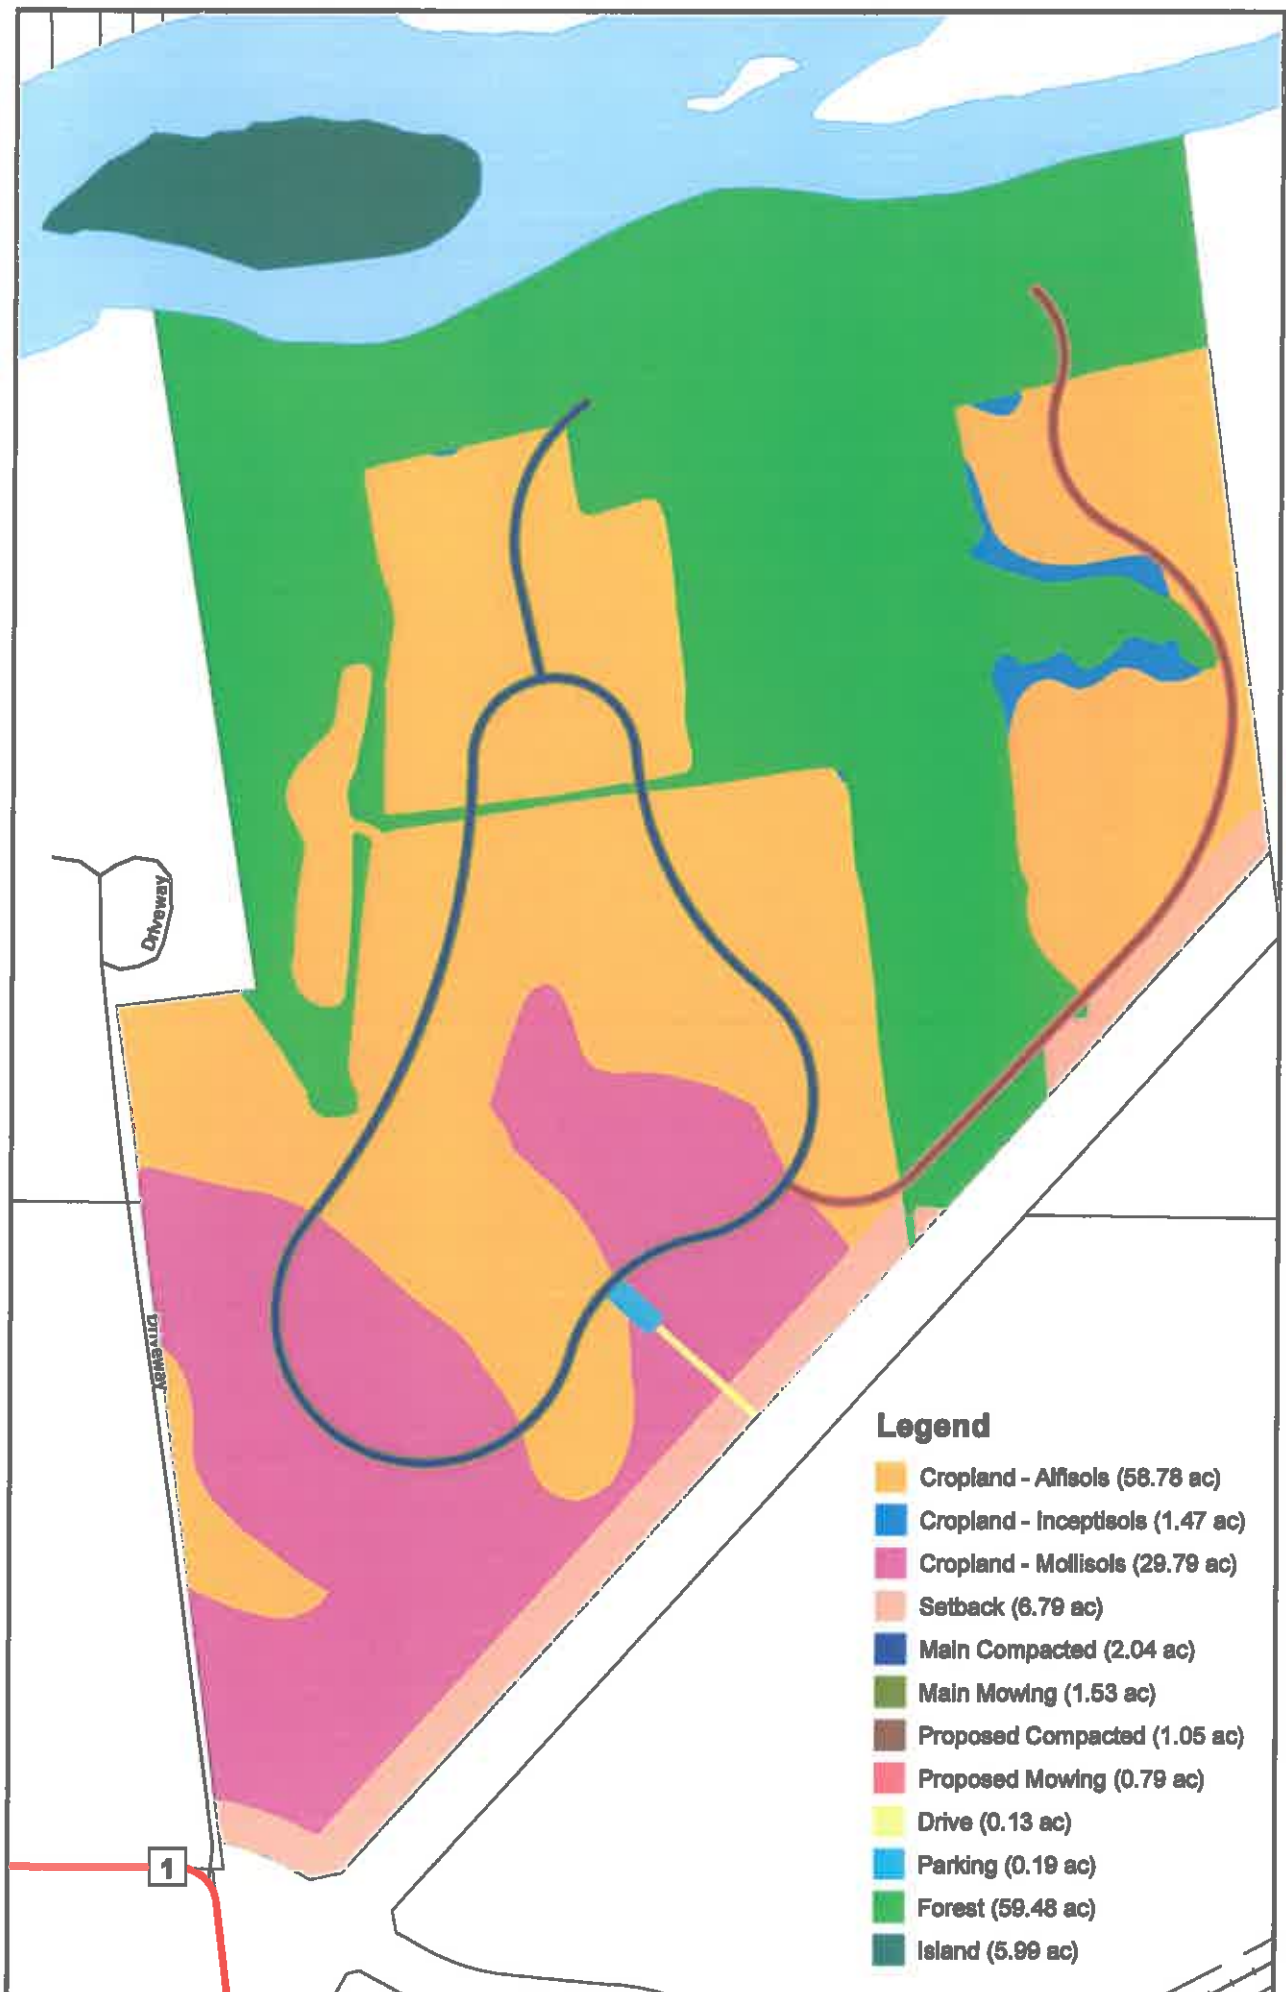 Driveway
Driveway
1
Legend
Cropland - Alfisols (58.78 ac)
Cropland - Inceptisols (1.47 ac)
Cropland - Mollisols (29.79 ac)
Setback (6.79 ac)
Main Compacted (2.04 ac)
Main Mowing (1.53 ac)
Proposed Compacted (1.05 ac)
Proposed Mowing (0.79 ac)
Drive (0.13 ac)
Parking (0.19 ac)
Forest (59.48 ac)
Island (5.99 ac)